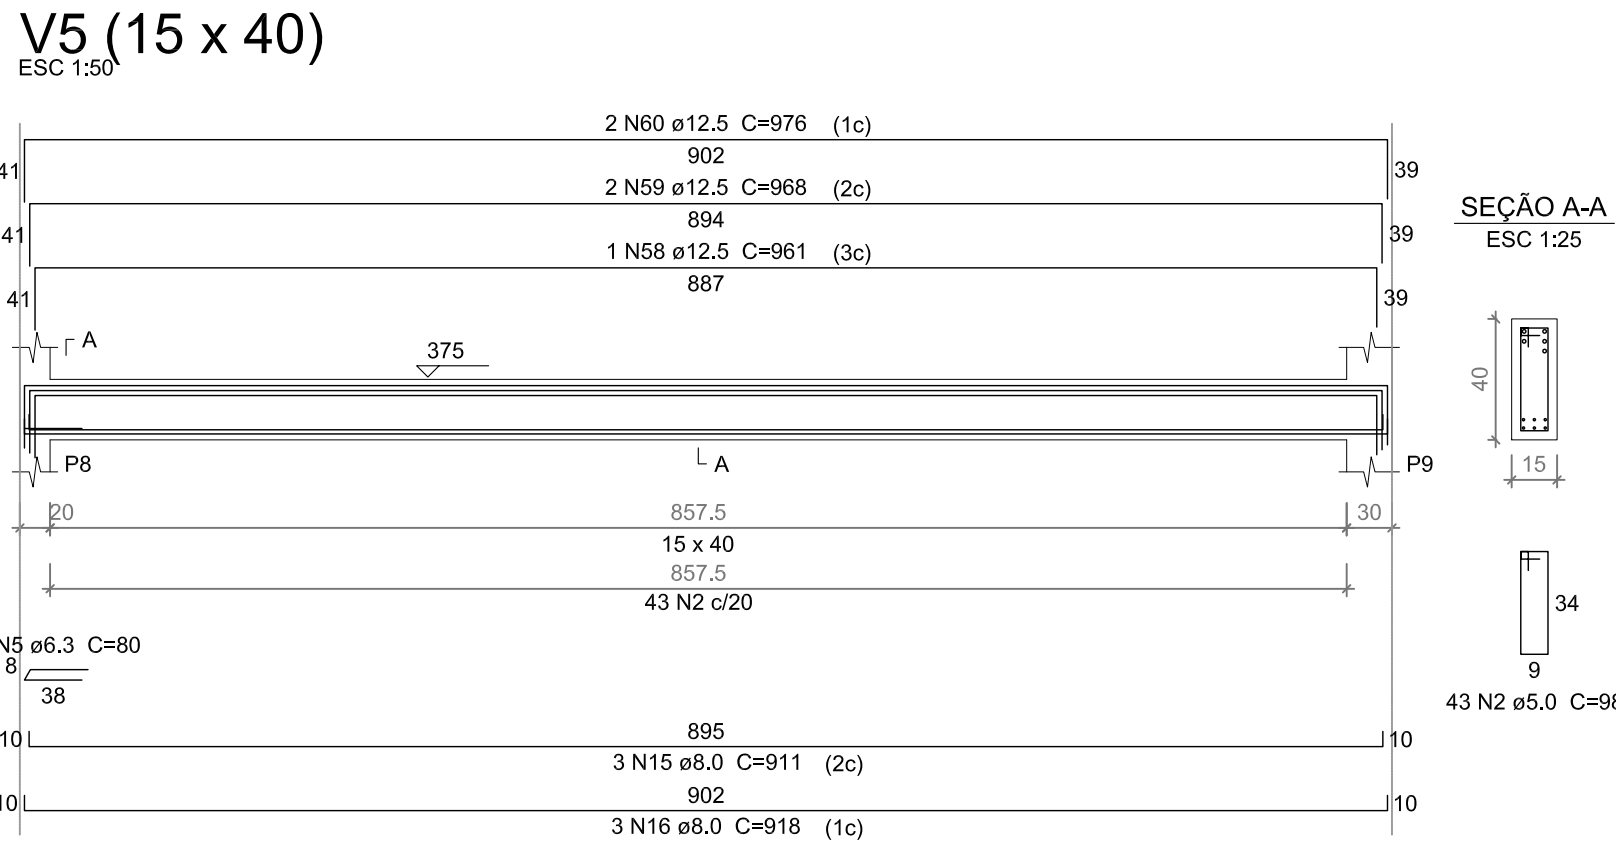 V5 (15 x 40)
ESC 1:50
2 N60 ø12.5 C=976 (1c)
41 902 39
2 N59 ø12.5 C=968 (2c)
41 894 39
1 N58 ø12.5 C=961 (3c)
41 887 39
SEÇÃO A-A
ESC 1:25
A
375
40
15
A
P8
P9
20 857.5 30
15 x 40
857.5
43 N2 c/20
34
9
43 N2 ø5.0 C=98
N5 ø6.3 C=80
8
38
10 895 10
3 N15 ø8.0 C=911 (2c)
10 902 10
3 N16 ø8.0 C=918 (1c)